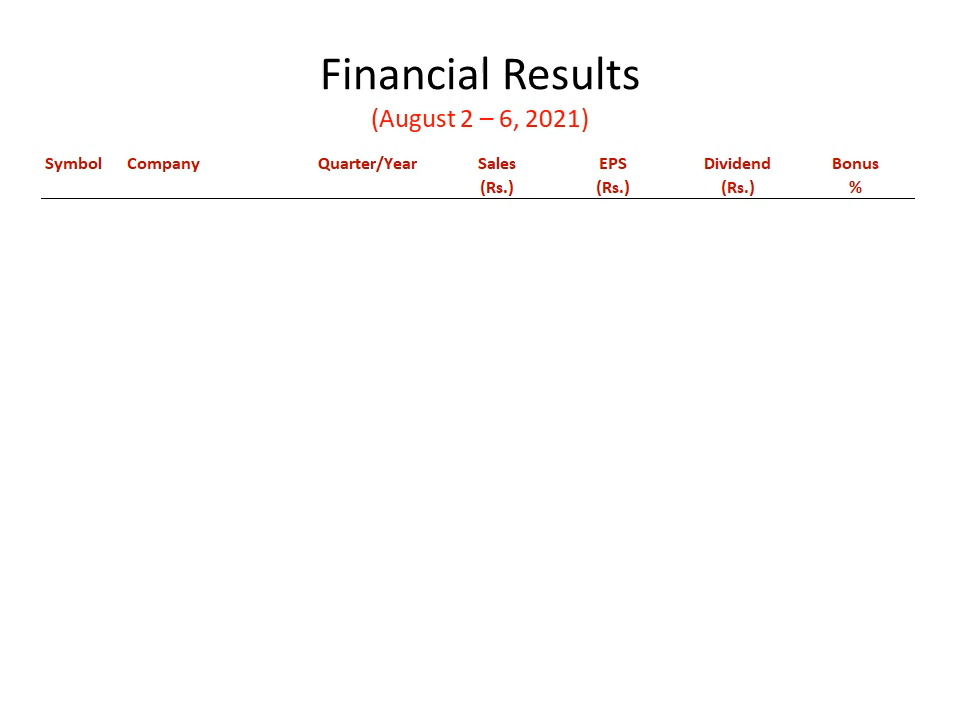 Financial Results
(August 2 – 6, 2021)
Symbol Company Quarter/Year Sales EPS Dividend Bonus
(Rs.) (Rs.) (Rs.) %